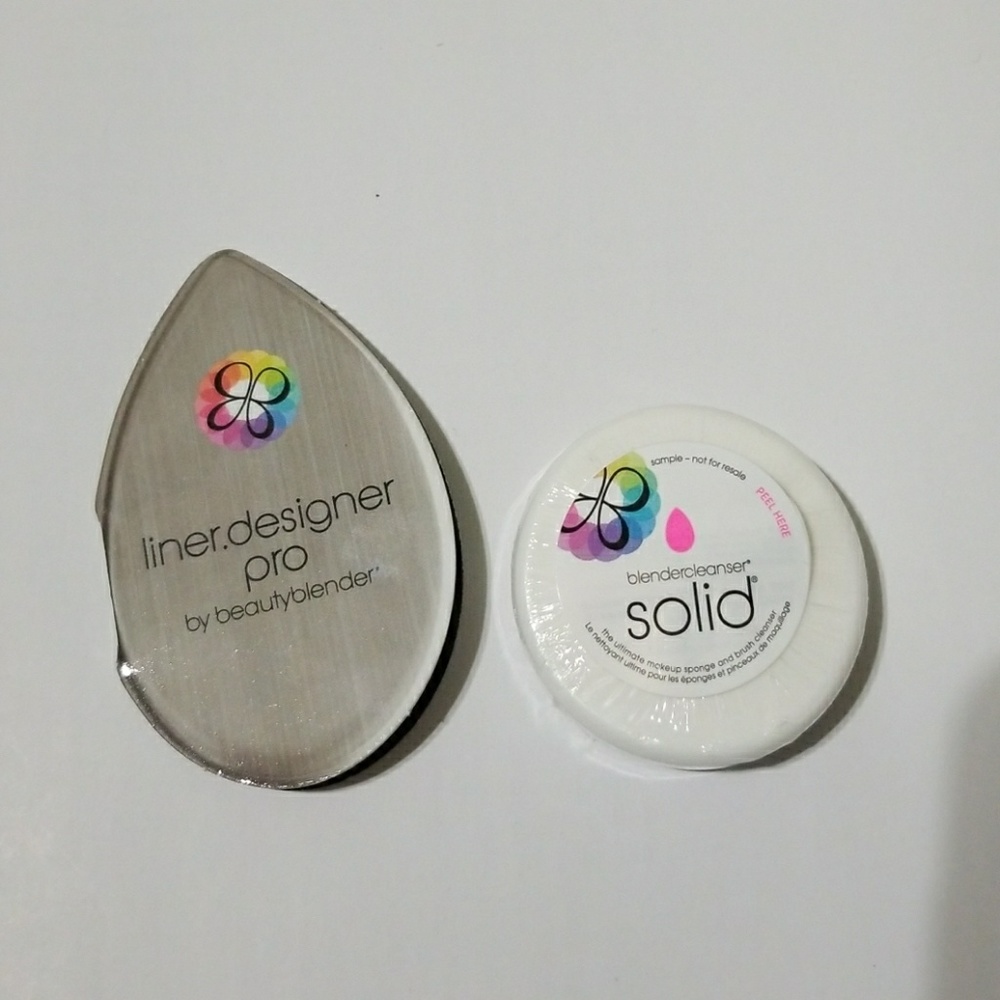 liner.designer
pro
by beautyblender®
sample – not for resale
PEEL HERE
blendercleanser®
solid®
the ultimate makeup sponge and brush cleanser
Le nettoyant ultime pour les éponges et pinceaux de maquillage